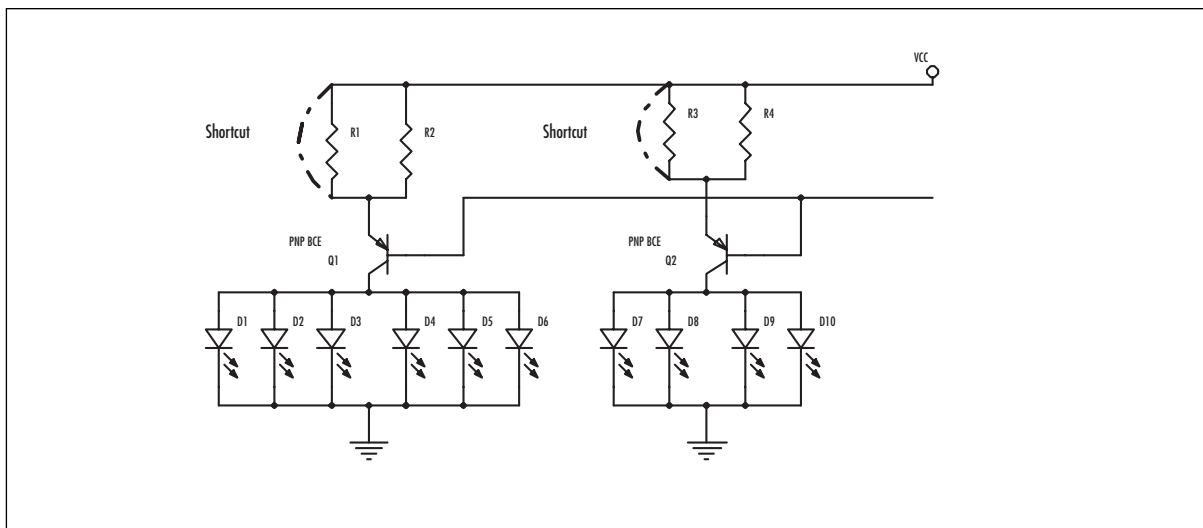 VCC
Shortcut
R1
R2
Shortcut
R3
R4
PNP BCE
Q1
PNP BCE
Q2
D1
D2
D3
D4
D5
D6
D7
D8
D9
D10